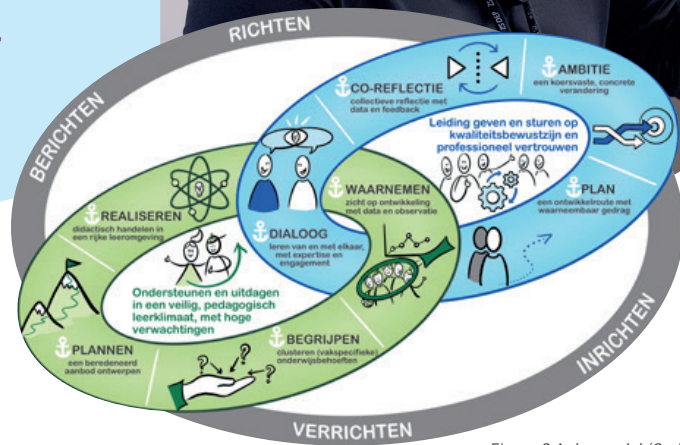 RICHTEN
BERICHTEN
CO-REFLECTIE
collectieve reflectie met
data en feedback
AMBITIE
een koersvaste, concrete
verandering
Leiding geven en sturen op
kwaliteitsbewustzijn en
professioneel vertrouwen
PLAN
een ontwikkelroute met
waarneembaar gedrag
WAARNEMEN
zicht op ontwikkeling
met data en observatie
DIALOOG
leren van en met elkaar,
met expertise en
engagement
REALISEREN
didactisch handelen in
een rijke leeromgeving
Ondersteunen en uitdagen
in een veilig, pedagogisch
leerklimaat, met hoge
verwachtingen
PLANNEN
een beredeneerd
aanbod ontwerpen
BEGRIJPEN
clusteren (vakspecifieke)
onderwijsbehoeften
INRICHTEN
VERRICHTEN